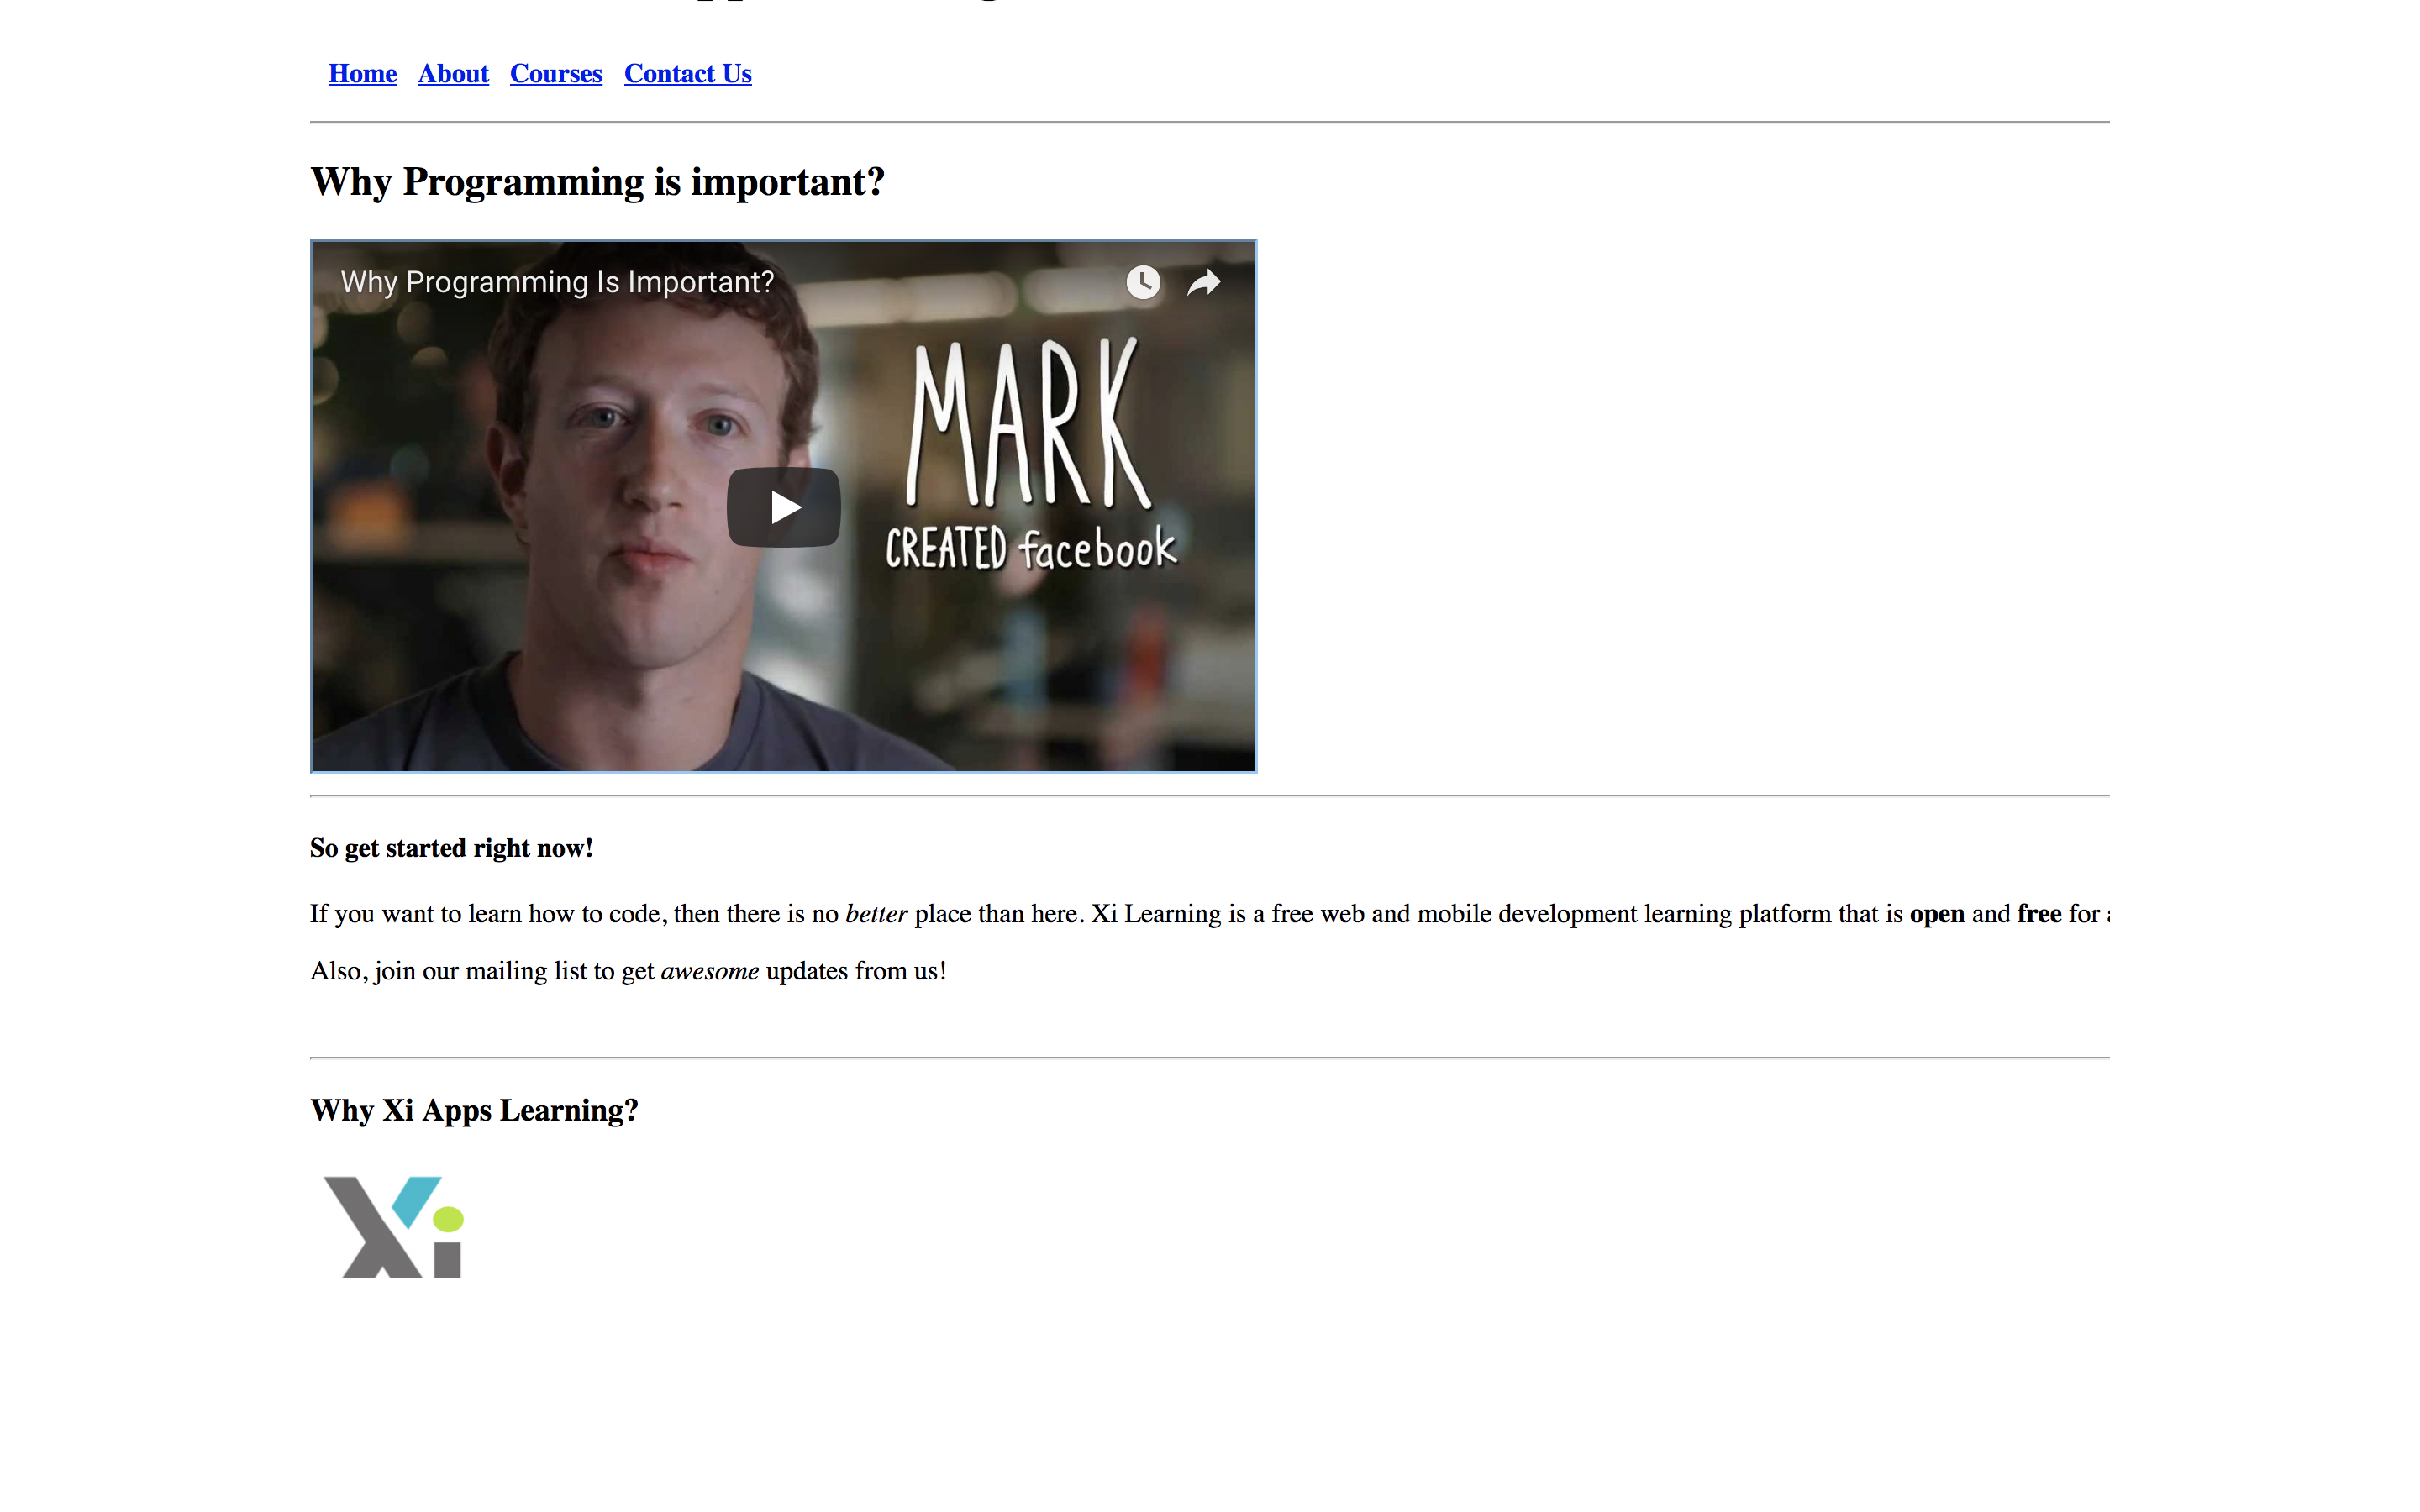 Home About Courses Contact Us
Why Programming is important?
Why Programming Is Important?
MARK
CREATED facebook
So get started right now!
If you want to learn how to code, then there is no better place than here. Xi Learning is a free web and mobile development learning platform that is open and free for
Also, join our mailing list to get awesome updates from us!
Why Xi Apps Learning?
Xi